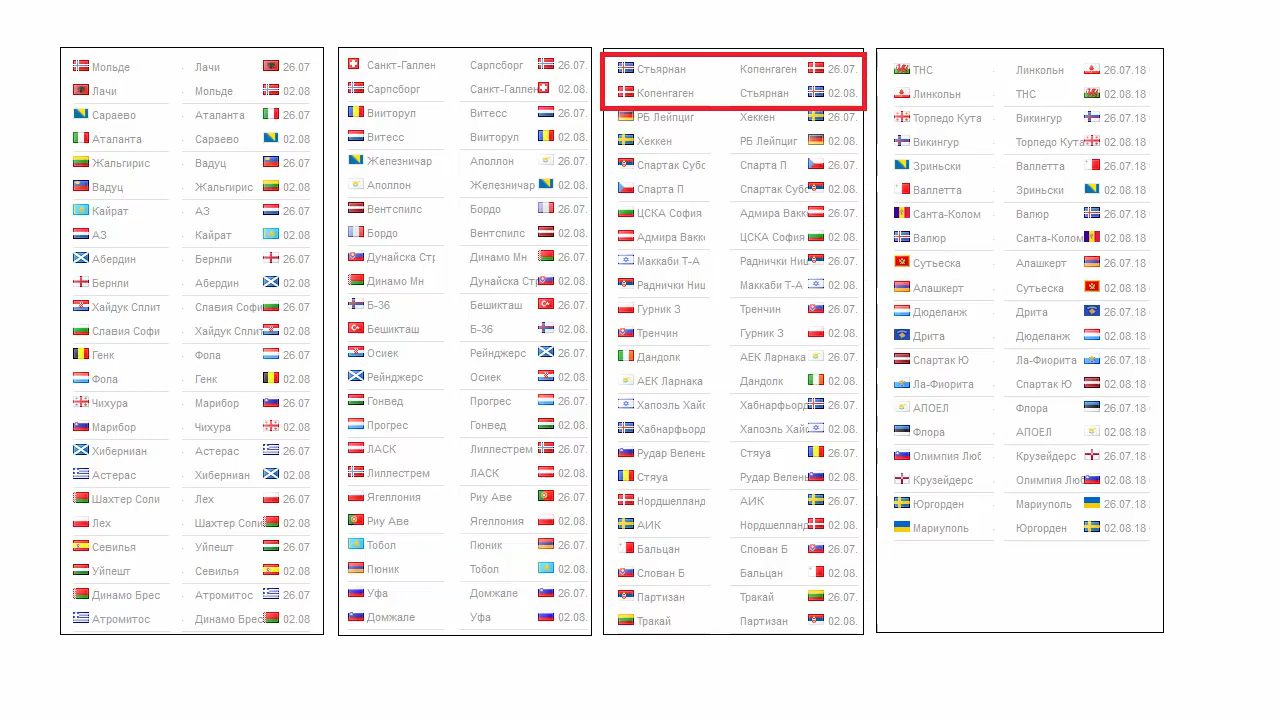 Мольде - Лачи 26.07
Лачи - Мольде 02.08
Сараево - Аталанта 26.07
Аталанта - Сараево 02.08
Жальгирис - Вадуц 26.07
Вадуц - Жальгирис 02.08
Кайрат - АЗ 26.07
АЗ - Кайрат 02.08
Абердин - Бернли 26.07
Бернли - Абердин 02.08
Хайдук Сплит - Славия Софи 26.07
Славия Софи - Хайдук Сплит 02.08
Генк - Фола 26.07
Фола - Генк 02.08
Чихура - Марибор 26.07
Марибор - Чихура 02.08
Хиберниан - Астерас 26.07
Астерас - Хиберниан 02.08
Шахтер Соли - Лех 26.07
Лех - Шахтер Соли 02.08
Севилья - Уйпешт 26.07
Уйпешт - Севилья 02.08
Динамо Брес - Атромитос 26.07
Атромитос - Динамо Брес 02.08
Санкт-Галлен Сарпсборг 26.07.
Сарпсборг Санкт-Галлен 02.08.
Вииторул Витесс 26.07.
Витесс Вииторул 02.08.
Железничар Аполлон 26.07.
Аполлон Железничар 02.08.
Вентспилс Бордо 26.07.
Бордо Вентспилс 02.08.
Дунайска Стр Динамо Мн 26.07.
Динамо Мн Дунайска Стр 02.08.
Б-36 Бешикташ 26.07.
Бешикташ Б-36 02.08.
Осиек Рейнджерс 26.07.
Рейнджерс Осиек 02.08.
Гонвед Прогрес 26.07.
Прогрес Гонвед 02.08.
ЛАСК Лиллестрем 26.07.
Лиллестрем ЛАСК 02.08.
Ягеллония Риу Аве 26.07.
Риу Аве Ягеллония 02.08.
Тобол Пюник 26.07.
Пюник Тобол 02.08.
Уфа Домжале 26.07.
Домжале Уфа 02.08.
Стьярнан Копенгаген 26.07.
Копенгаген Стьярнан 02.08.
РБ Лейпциг Хеккен 26.07.
Хеккен РБ Лейпциг 02.08.
Спартак Субс Спарта П 26.07.
Спарта П Спартак Субс 02.08.
ЦСКА София Адмира Вакк 26.07.
Адмира Вакк ЦСКА София 02.08.
Маккаби Т-А Раднички Ниш 26.07.
Раднички Ниш Маккаби Т-А 02.08.
Гурник З Тренчин 26.07.
Тренчин Гурник З 02.08.
Дандолк АЕК Ларнака 26.07.
АЕК Ларнака Дандолк 02.08.
Хапоэль Хайс Хабнарфьорд 26.07.
Хабнарфьорд Хапоэль Хайс 02.08.
Рудар Велень Стяуа 26.07.
Стяуа Рудар Велень 02.08.
Нордшелланд АИК 26.07.
АИК Нордшелланд 02.08.
Бальцан Слован Б 26.07.
Слован Б Бальцан 02.08.
Партизан Тракай 26.07.
Тракай Партизан 02.08.
ТНС Линкольн 26.07.18
Линкольн ТНС 02.08.18
Торпедо Кута Викингур 26.07.18
Викингур Торпедо Кута 02.08.18
Зриньски Валлетта 26.07.18
Валлетта Зриньски 02.08.18
Санта-Колом Валюр 26.07.18
Валюр Санта-Колом 02.08.18
Сутьеска Алашкерт 26.07.18
Алашкерт Сутьеска 02.08.18
Дюделанж Дрита 26.07.18
Дрита Дюделанж 02.08.18
Спартак Ю Ла-Фиорита 26.07.18
Ла-Фиорита Спартак Ю 02.08.18
АПОЕЛ Флора 26.07.18
Флора АПОЕЛ 02.08.18
Олимпия Люб Крузейдерс 26.07.18
Крузейдерс Олимпия Люб 02.08.18
Юргорден Мариуполь 26.07.18
Мариуполь Юргорден 02.08.18